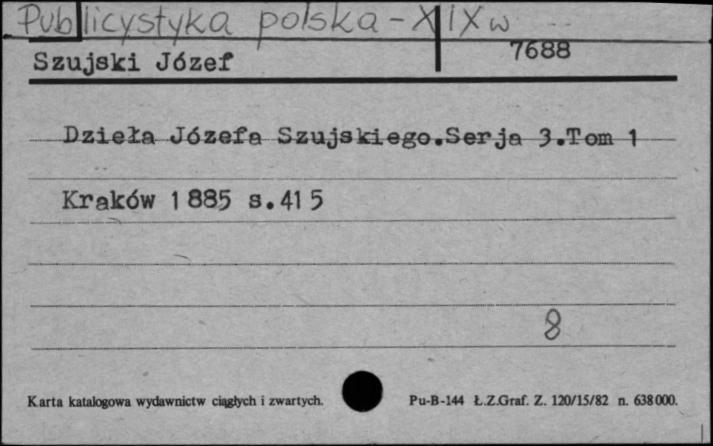 Publicystyka polska - XIX w
Szujski Józef 7688
Dzieła Józefa Szujskiego.Serja 3.Tom 1
Kraków 1885 s.415
8
Karta katalogowa wydawnictw ciągłych i zwartych. Pu-B-144 Ł.Z.Graf. Z. 120/15/82 n. 638000.